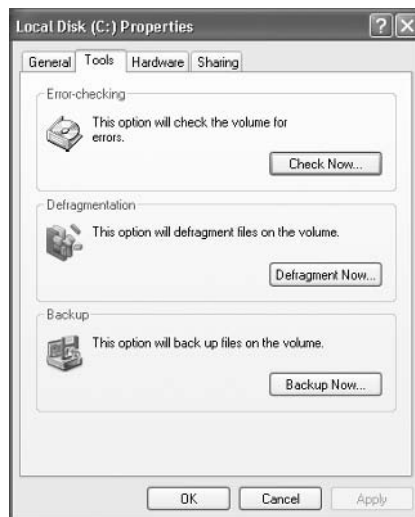 Local Disk (C:) Properties
General Tools Hardware Sharing
Error-checking
This option will check the volume for
errors.
Check Now...
Defragmentation
This option will defragment files on the volume.
Defragment Now...
Backup
This option will back up files on the volume.
Backup Now...
OK Cancel Apply